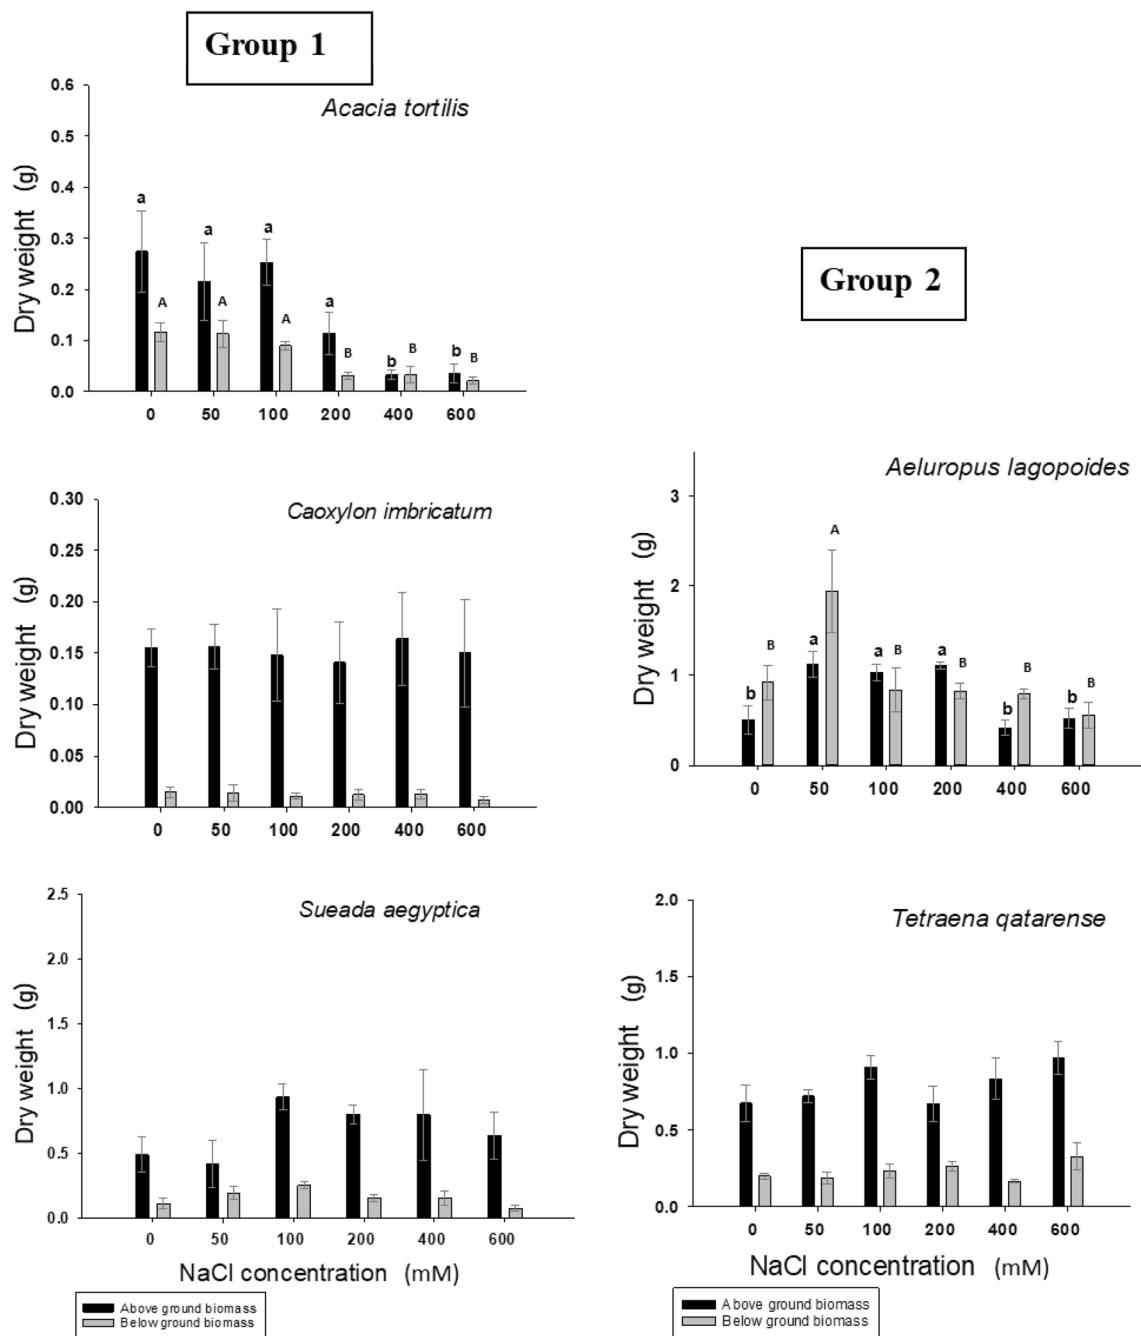 Group 1
Acacia tortilis
0.6
0.5
0.4
0.3
0.2
0.1
0.0
Dry weight (g)
a a a a b b
A A A B B B
0 50 100 200 400 600
Caoxylon imbricatum
0.30
0.25
0.20
0.15
0.10
0.05
0.00
Dry weight (g)
0 50 100 200 400 600
Sueada aegyptica
2.5
2.0
1.5
1.0
0.5
0.0
Dry weight (g)
0 50 100 200 400 600
NaCl concentration (mM)
Above ground biomass
Below ground biomass
Group 2
Aeluropus lagopoides
3
2
1
0
Dry weight (g)
b a a a b b
B A B B B B
0 50 100 200 400 600
Tetraena qatarense
2.0
1.5
1.0
0.5
0.0
Dry weight (g)
0 50 100 200 400 600
NaCl concentration (mM)
Above ground biomass
Below ground biomass